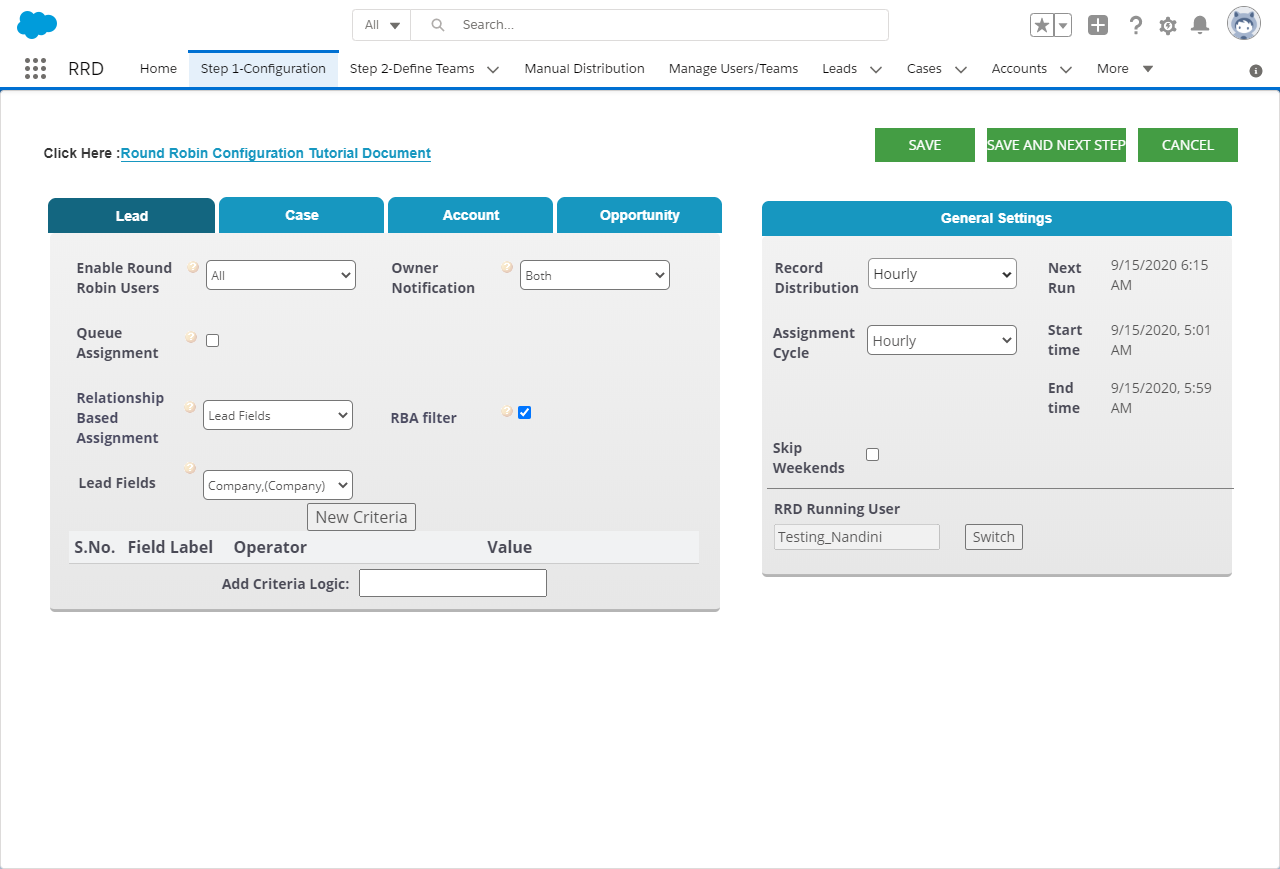 All
Search...
RRD
Home
Step 1-Configuration
Step 2-Define Teams
Manual Distribution
Manage Users/Teams
Leads
Cases
Accounts
More
Click Here :Round Robin Configuration Tutorial Document
SAVE
SAVE AND NEXT STEP
CANCEL
Lead
Case
Account
Opportunity
Enable Round
Robin Users
All
Owner
Notification
Both
Queue
Assignment
Relationship
Based
Assignment
Lead Fields
RBA filter
Lead Fields
Company,(Company)
New Criteria
S.No. Field Label Operator Value
Add Criteria Logic:
General Settings
Record
Distribution
Hourly
Next
Run
9/15/2020 6:15
AM
Assignment
Cycle
Hourly
Start
time
9/15/2020, 5:01
AM
End
time
9/15/2020, 5:59
AM
Skip
Weekends
RRD Running User
Testing_Nandini
Switch